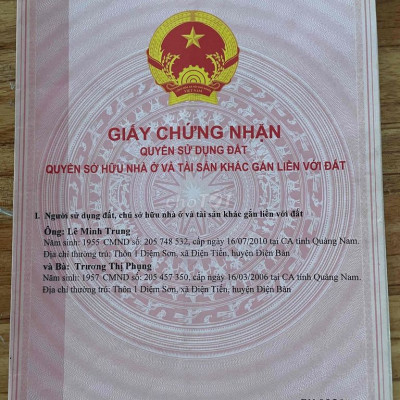 GIẤY CHỨNG NHẬN
QUYỀN SỬ DỤNG ĐẤT
QUYỀN SỞ HỮU NHÀ Ở VÀ TÀI SẢN KHÁC GẮN LIỀN VỚI ĐẤT
I. Người sử dụng đất, chủ sở hữu nhà ở và tài sản khác gắn liền với đất
Ông: Lê Minh Trung
Năm sinh: 1955 CMND số: 205 748 532, cấp ngày 16/07/2010 tại CA tỉnh Quảng Nam.
Địa chỉ thường trú: Thôn 1 Diệm Sơn, xã Điện Tiến, huyện Điện Bàn
và Bà: Trương Thị Phụng
Năm sinh: 1957 CMND số: 205 457 350, cấp ngày 16/03/2006 tại CA tỉnh Quảng Nam.
Địa chỉ thường trú: Thôn 1 Diệm Sơn, xã Điện Tiến, huyện Điện Bàn